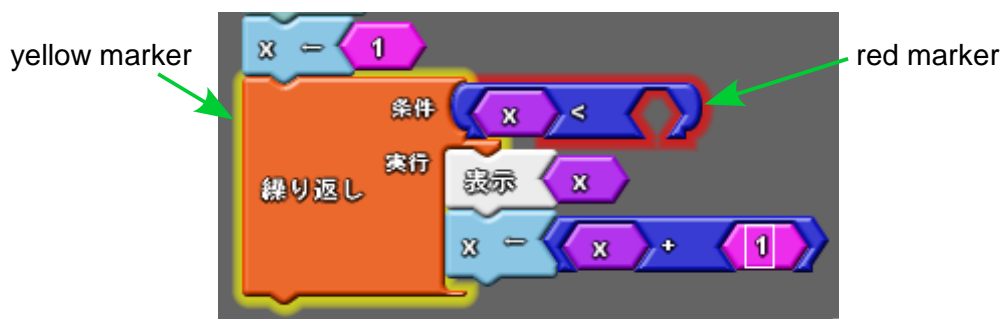 x ← 1
yellow marker
red marker
条件 x <
実行
表示 x
繰り返し
x ← x + 1